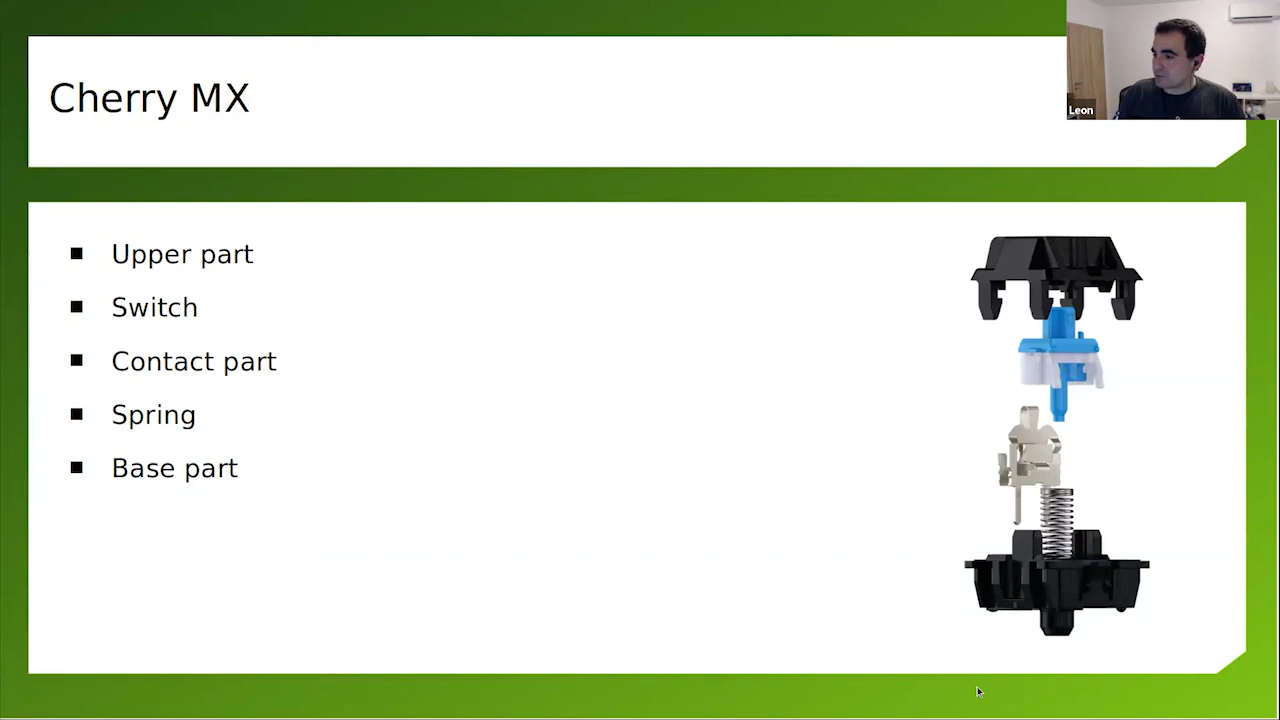 Cherry MX
Leon
Upper part
Switch
Contact part
Spring
Base part